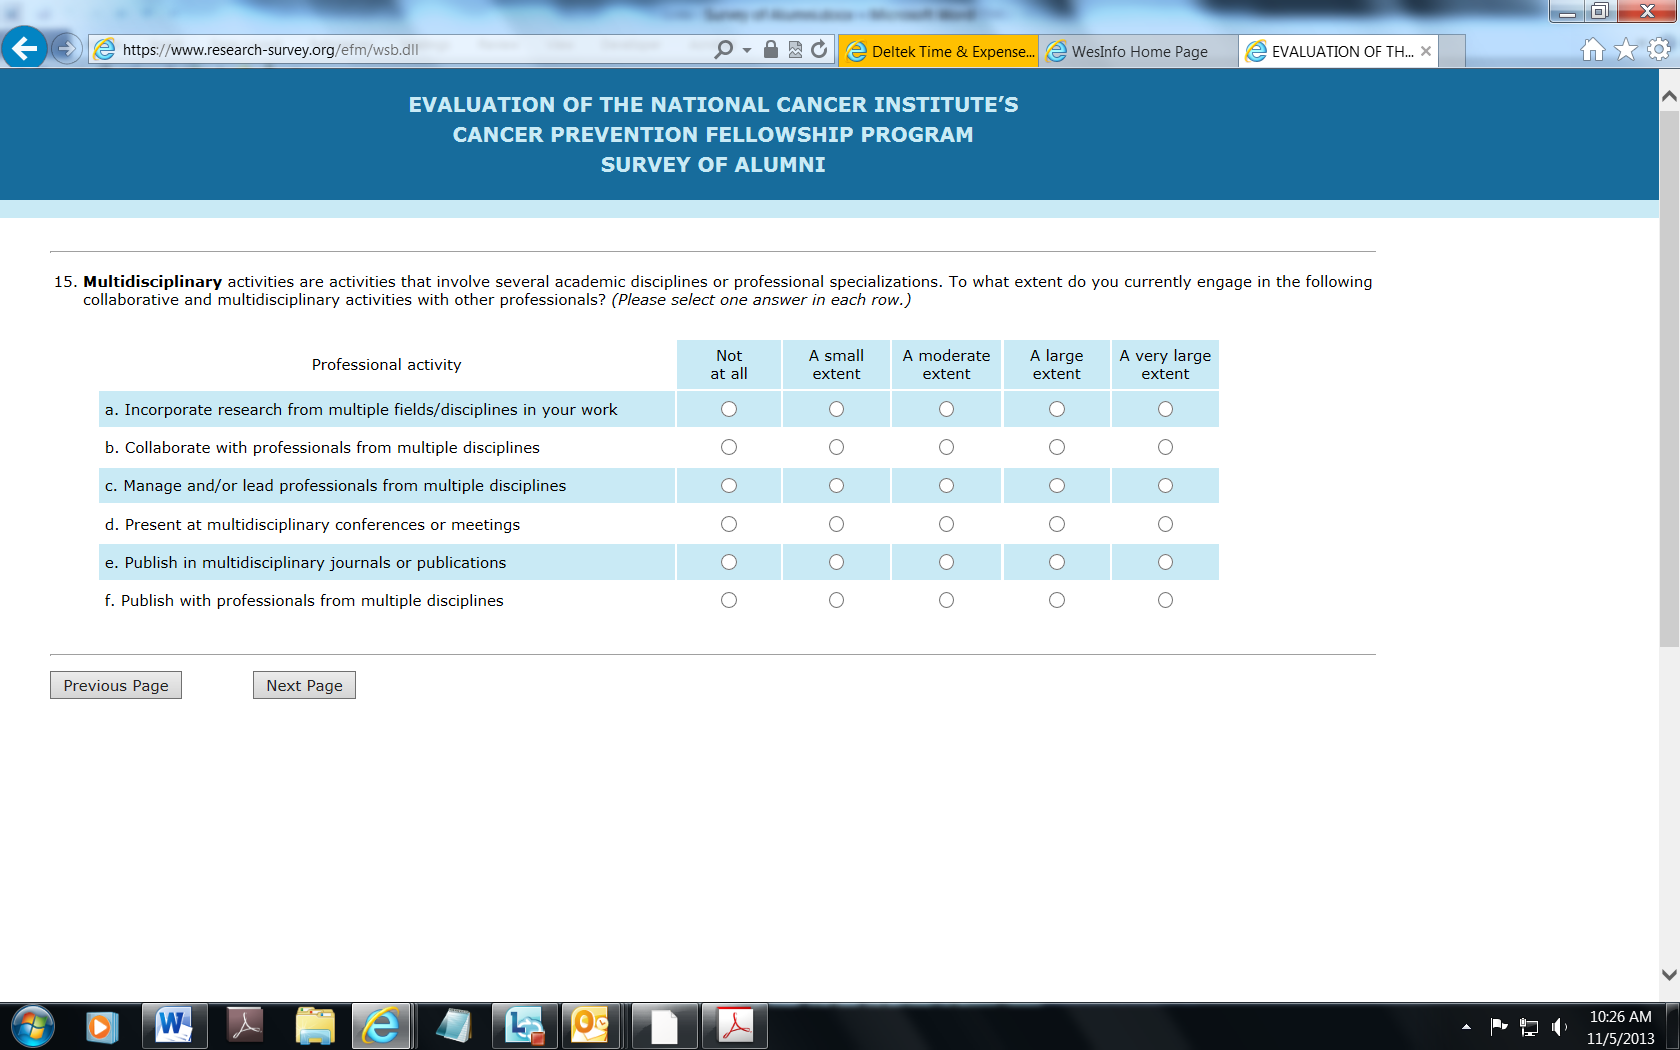 https://www.research-survey.org/efm/wsb.dll
Deltek Time & Expense...
WesInfo Home Page
EVALUATION OF TH...
EVALUATION OF THE NATIONAL CANCER INSTITUTE’S
CANCER PREVENTION FELLOWSHIP PROGRAM
SURVEY OF ALUMNI
15. Multidisciplinary activities are activities that involve several academic disciplines or professional specializations. To what extent do you currently engage in the following
collaborative and multidisciplinary activities with other professionals? (Please select one answer in each row.)
Professional activity
Not
at all
A small
extent
A moderate
extent
A large
extent
A very large
extent
a. Incorporate research from multiple fields/disciplines in your work
b. Collaborate with professionals from multiple disciplines
c. Manage and/or lead professionals from multiple disciplines
d. Present at multidisciplinary conferences or meetings
e. Publish in multidisciplinary journals or publications
f. Publish with professionals from multiple disciplines
Previous Page
Next Page
10:26 AM
11/5/2013